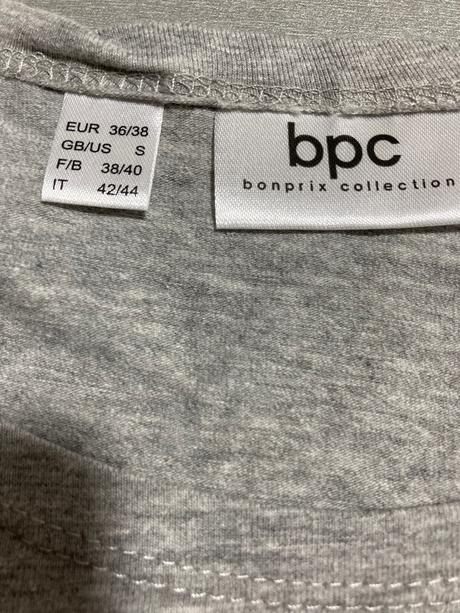 EUR 36/38
GB/US S
F/B 38/40
IT 42/44
bpc
bonprix collection